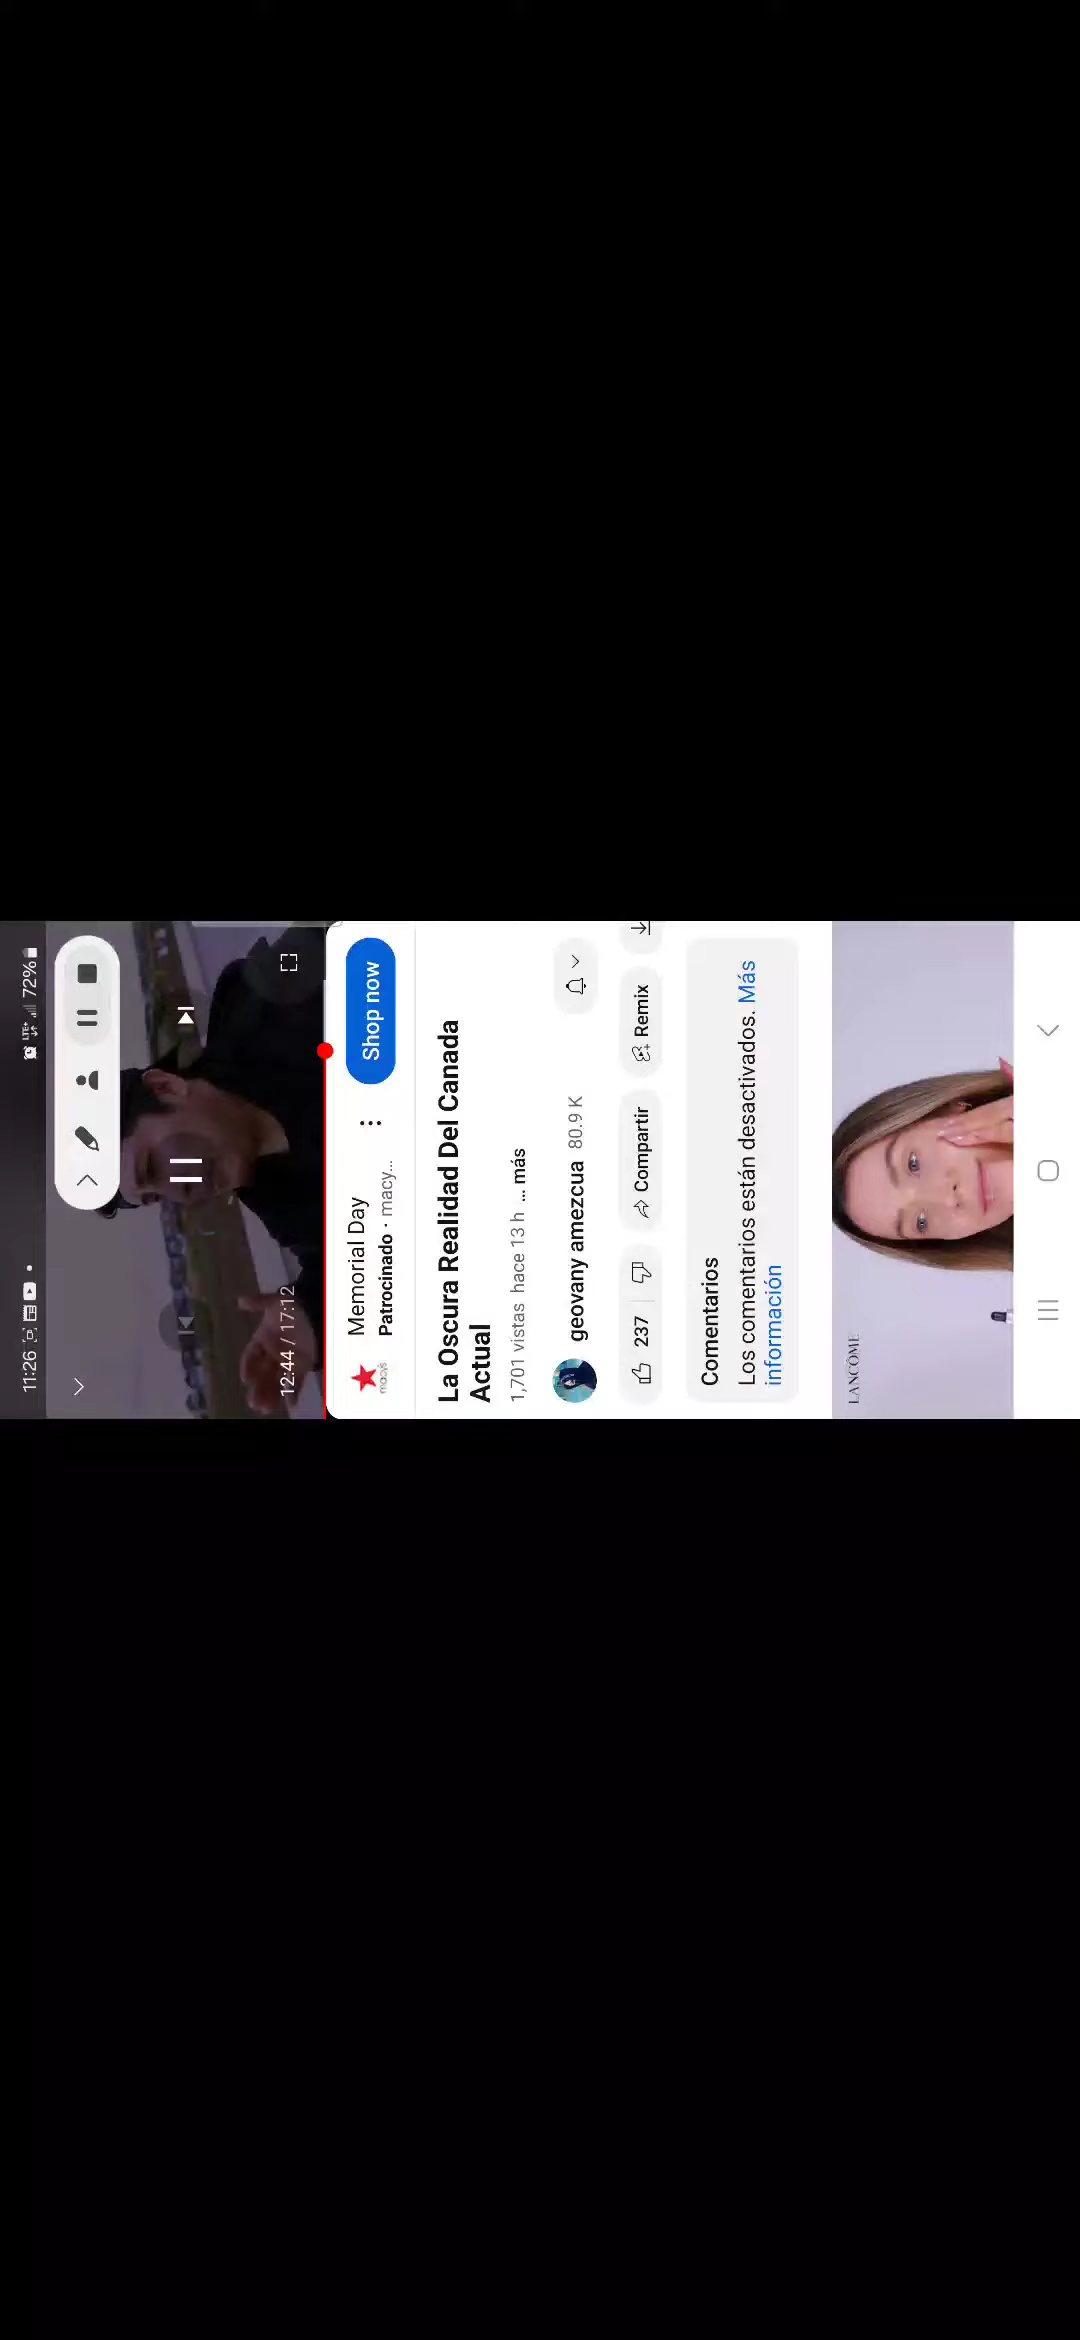 11:26
LTE+
72%
12:44 / 17:12
macys
Memorial Day
Patrocinado · macy...
Shop now
La Oscura Realidad Del Canada
Actual
1,701 vistas hace 13 h ... más
geovany amezcua 80.9 K
237
Compartir
Remix
Comentarios
Los comentarios están desactivados. Más
información
LANCÔME